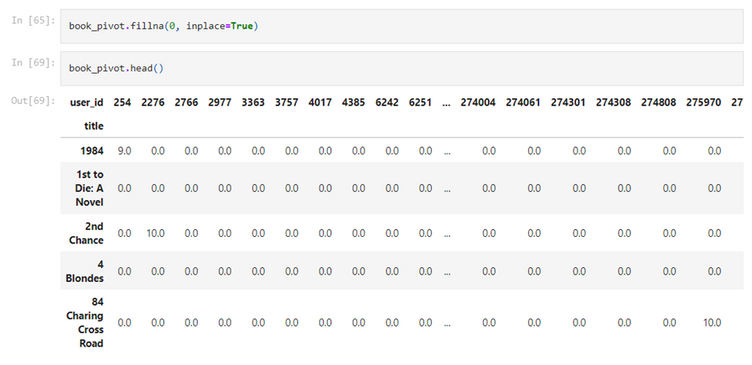 In [65]: book_pivot.fillna(0, inplace=True)
In [69]: book_pivot.head()
Out[69]: user_id 254 2276 2766 2977 3363 3757 4017 4385 6242 6251 ... 274004 274061 274301 274308 274808 275970 27
title
1984 9.0 0.0 0.0 0.0 0.0 0.0 0.0 0.0 0.0 0.0 ... 0.0 0.0 0.0 0.0 0.0 0.0
1st to
Die: A 0.0 0.0 0.0 0.0 0.0 0.0 0.0 0.0 0.0 0.0 ... 0.0 0.0 0.0 0.0 0.0 0.0
Novel
2nd
Chance 0.0 10.0 0.0 0.0 0.0 0.0 0.0 0.0 0.0 0.0 ... 0.0 0.0 0.0 0.0 0.0 0.0
4
Blondes 0.0 0.0 0.0 0.0 0.0 0.0 0.0 0.0 0.0 0.0 ... 0.0 0.0 0.0 0.0 0.0 0.0
84
Charing
Cross 0.0 0.0 0.0 0.0 0.0 0.0 0.0 0.0 0.0 0.0 ... 0.0 0.0 0.0 0.0 0.0 10.0
Road